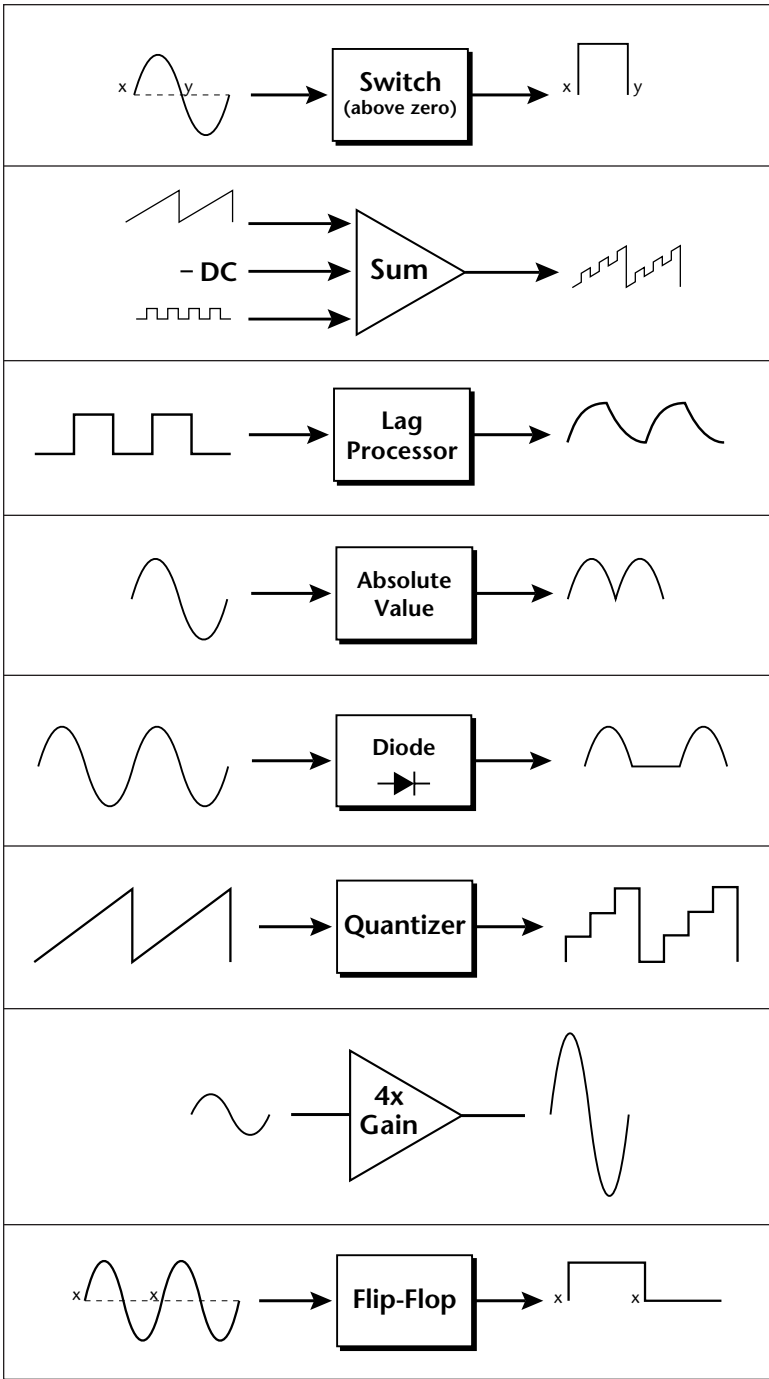 x
y
Switch
(above zero)
x
y
– DC
Sum
Lag
Processor
Absolute
Value
Diode
Quantizer
4x
Gain
x
x
Flip-Flop
x
x